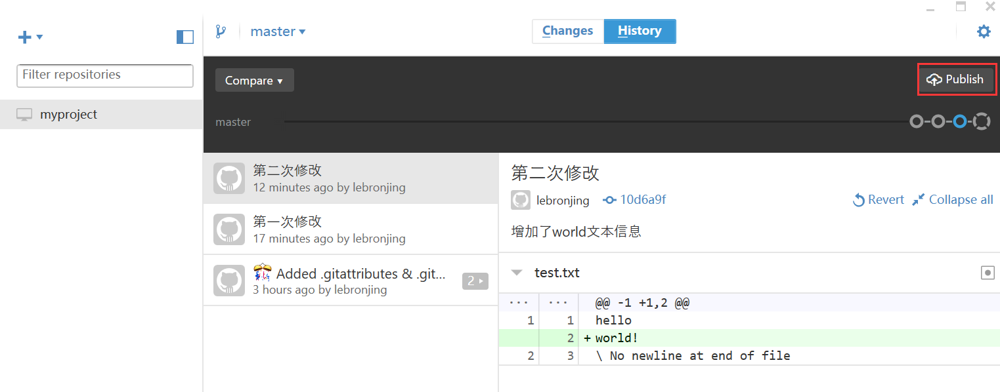 master
Changes
History
Filter repositories
myproject
Compare
Publish
master
第二次修改
12 minutes ago by lebronjing
第一次修改
17 minutes ago by lebronjing
Added .gitattributes & .git...
3 hours ago by lebronjing
2
第二次修改
lebronjing
10d6a9f
Revert
Collapse all
增加了world文本信息
test.txt
... ... @@ -1 +1,2 @@
1 1 hello
2 + world!
2 3 \ No newline at end of file